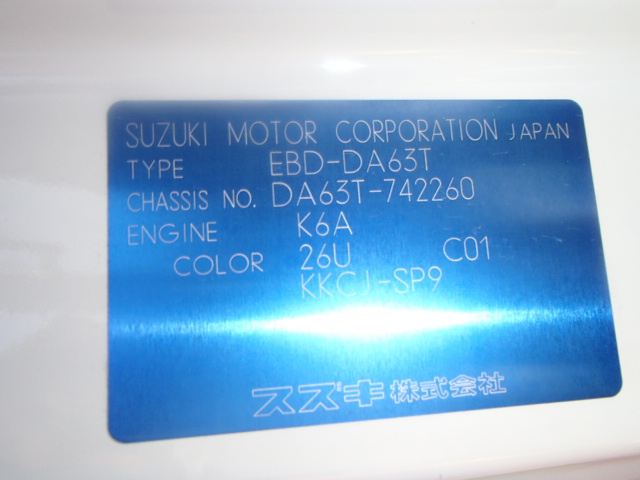 SUZUKI MOTOR CORPORATION JAPAN
TYPE EBD-DA63T
CHASSIS NO. DA63T-742260
ENGINE K6A
COLOR 26U C01
KKCJ-SP9
スズキ株式会社